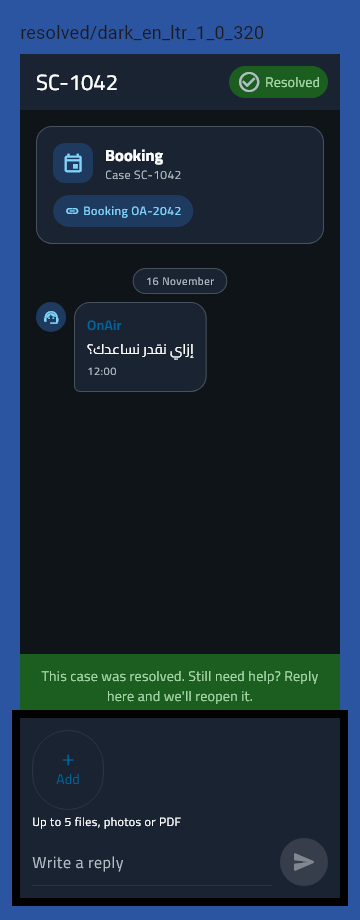 resolved/dark_en_ltr_1_0_320
SC-1042
Resolved
Booking
Case SC-1042
Booking OA-2042
16 November
OnAir
إزاي نقدر نساعدك؟
12:00
This case was resolved. Still need help? Reply
here and we'll reopen it.
Add
Up to 5 files, photos or PDF
Write a reply